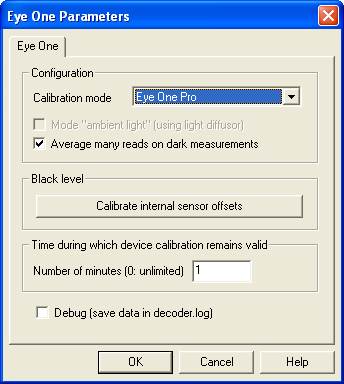 Eye One Parameters
Eye One
Configuration
Calibration mode
Eye One Pro
Mode "ambient light" (using light diffusor)
Average many reads on dark measurements
Black level
Calibrate internal sensor offsets
Time during which device calibration remains valid
Number of minutes (0: unlimited)
1
Debug (save data in decoder.log)
OK
Cancel
Help